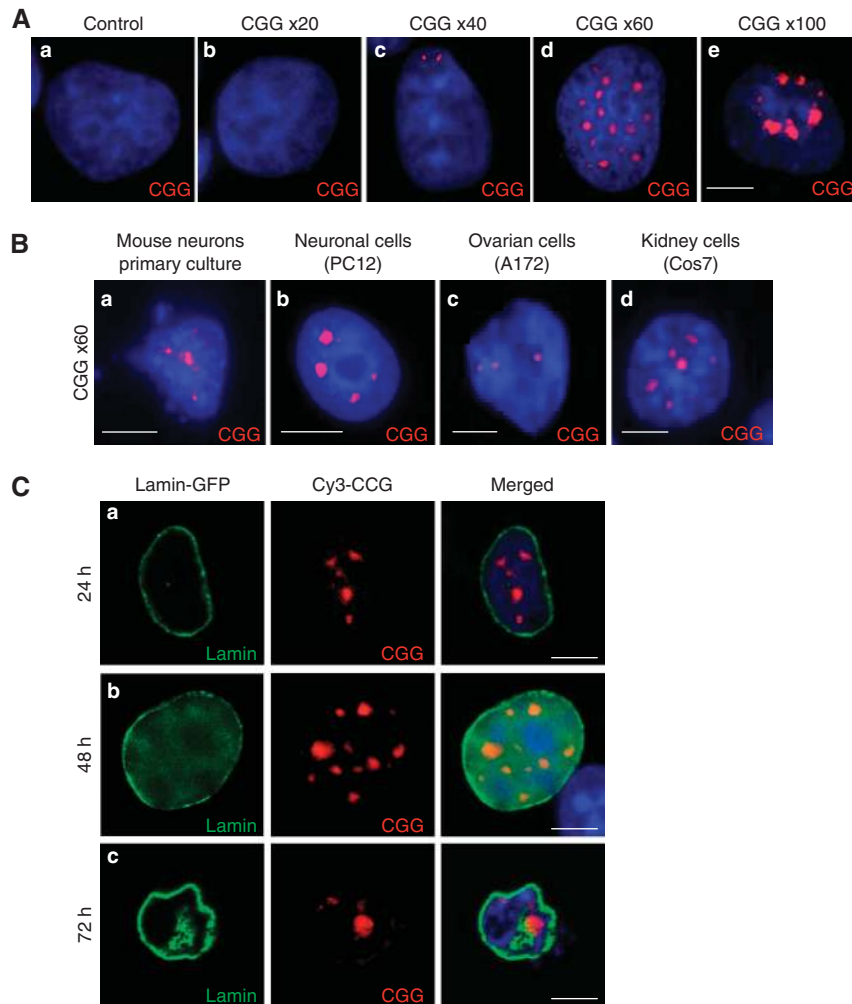 A
Control
CGG x20
CGG x40
CGG x60
CGG x100
a
b
c
d
e
CGG
CGG
CGG
CGG
CGG
B
Mouse neurons
primary culture
Neuronal cells
(PC12)
Ovarian cells
(A172)
Kidney cells
(Cos7)
CGG x60
a
b
c
d
CGG
CGG
CGG
CGG
C
Lamin-GFP
Cy3-CCG
Merged
24 h
a
Lamin
CGG
48 h
b
Lamin
CGG
72 h
c
Lamin
CGG